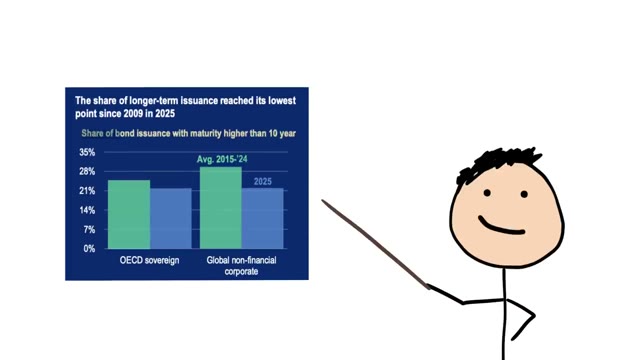 The share of longer-term issuance reached its lowest
point since 2009 in 2025
Share of bond issuance with maturity higher than 10 year
35%
Avg. 2015-'24
28%
2025
21%
14%
7%
0%
OECD sovereign
Global non-financial
corporate